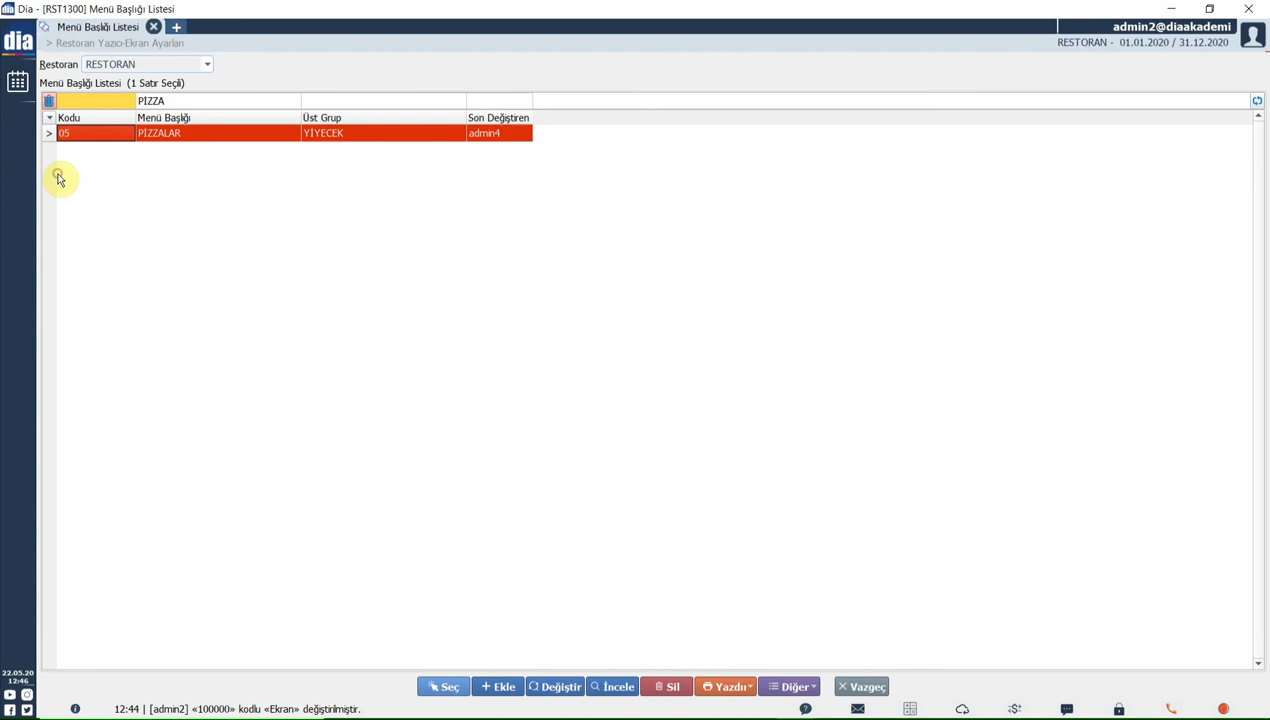 Dia - [RST1300] Menü Başlığı Listesi
Menü Başlığı Listesi
admin2@diaakademi
dia
> Restoran Yazıcı-Ekran Ayarları
RESTORAN - 01.01.2020 / 31.12.2020
Restoran RESTORAN
Menü Başlığı Listesi (1 Satır Seçili)
PİZZA
Kodu Menü Başlığı Üst Grup Son Değiştiren
> 05 PİZZALAR YİYECEK admin4
22.05.20
12:46
Seç + Ekle Değiştir İncele Sil Yazdır Diğer X Vazgeç
12:44 | [admin2] «100000» kodlu «Ekran» değiştirilmiştir.